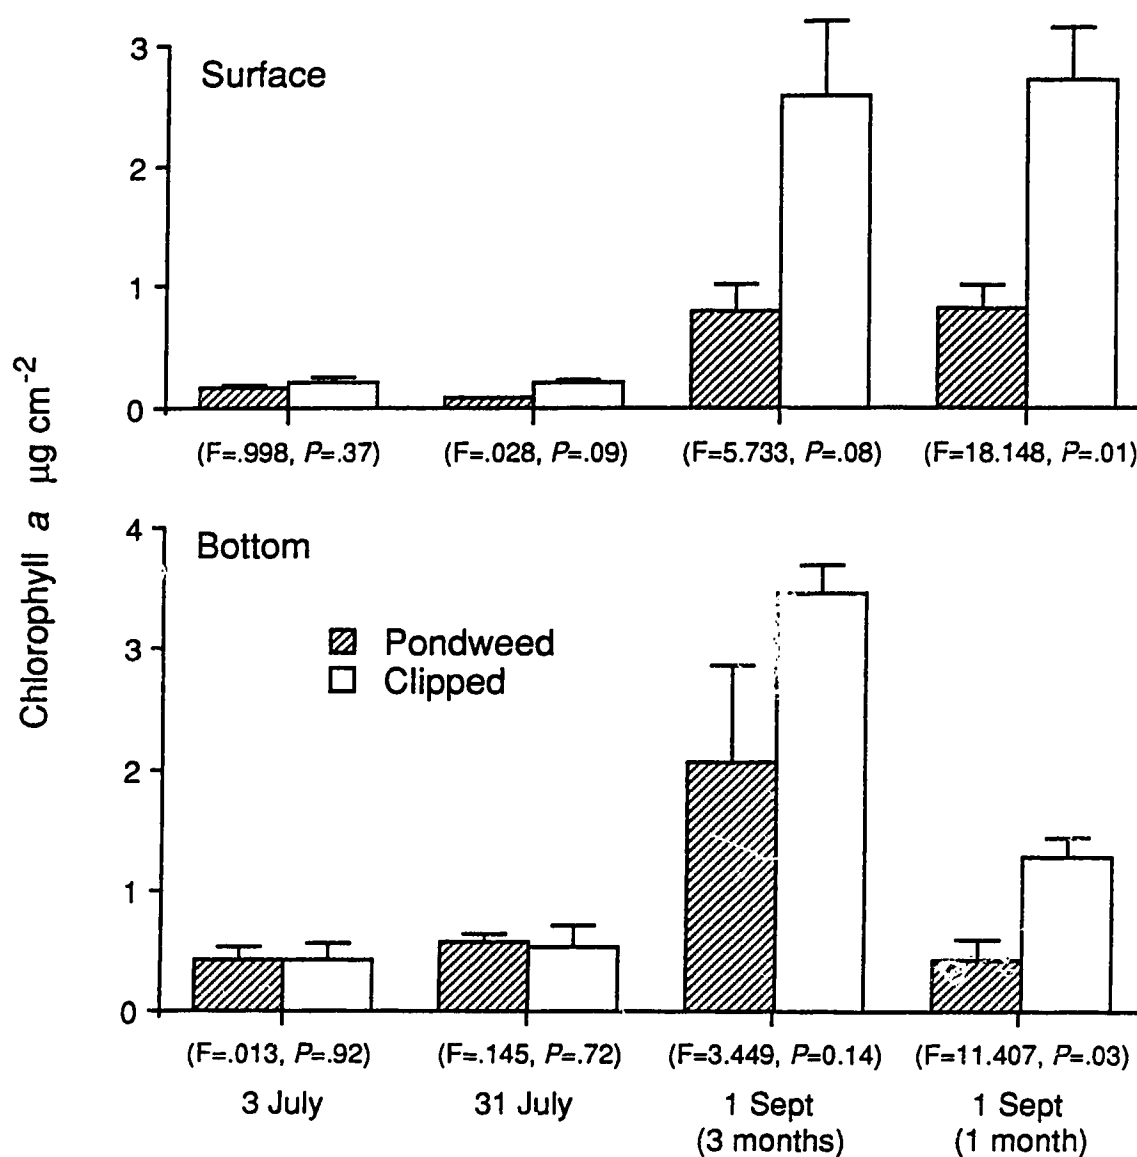 Chlorophyll a µg cm-2
Surface
3
2
1
0
(F=.998, P=.37) (F=.028, P=.09) (F=5.733, P=.08) (F=18.148, P=.01)
Bottom
Pondweed
Clipped
4
3
2
1
0
(F=.013, P=.92) (F=.145, P=.72) (F=3.449, P=0.14) (F=11.407, P=.03)
3 July 31 July 1 Sept 1 Sept
(3 months) (1 month)